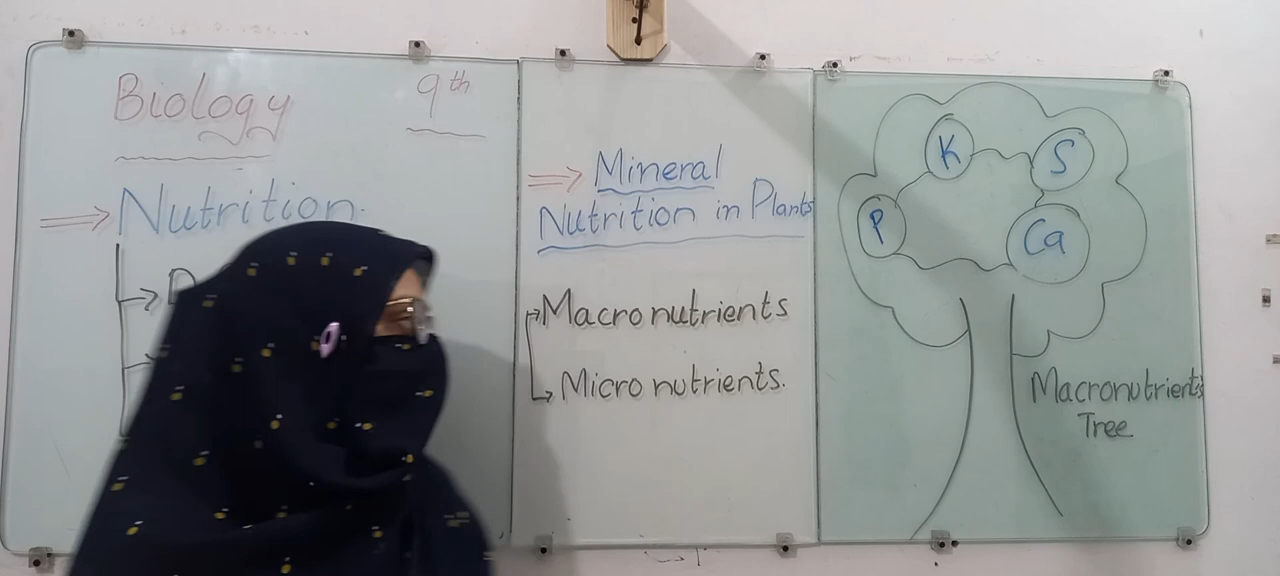 Biology
9th
⇒ Nutrition.
⇒ Mineral
Nutrition in Plants
Macronutrients
Micronutrients.
K
S
P
Ca
Macronutrients
Tree